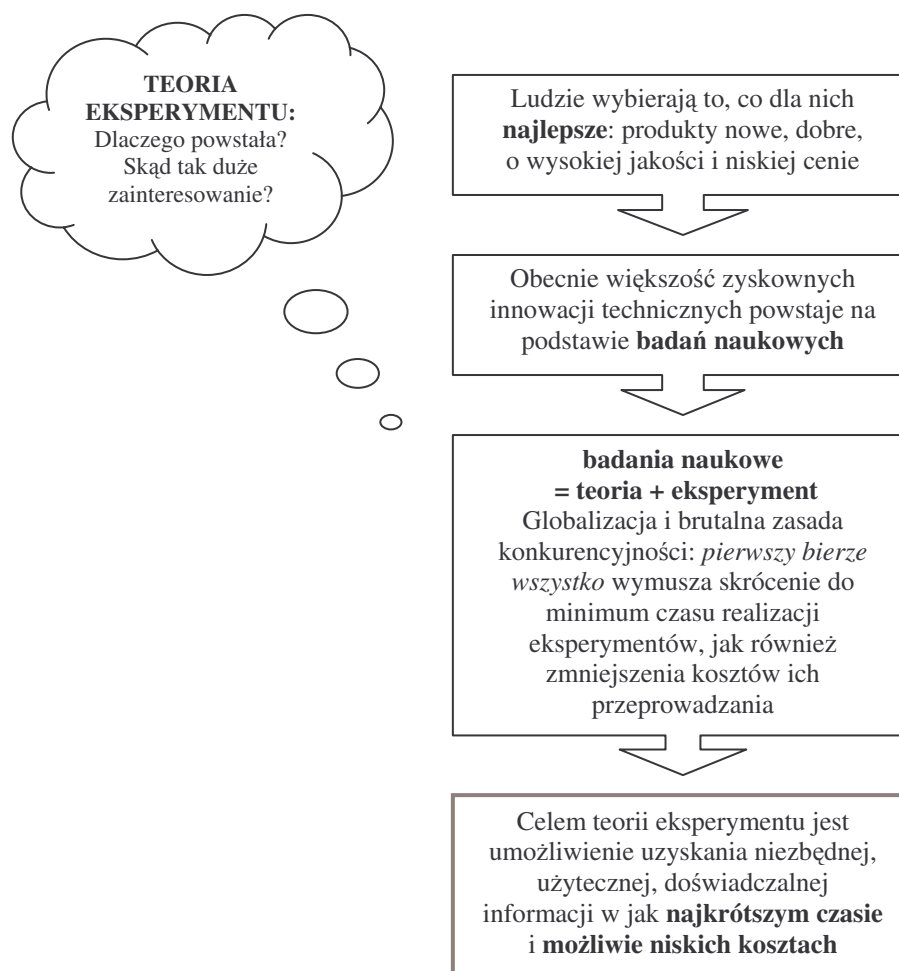 TEORIA
EKSPERYMENTU:
Dlaczego powstała?
Skąd tak duże
zainteresowanie?
Ludzie wybierają to, co dla nich
najlepsze: produkty nowe, dobre,
o wysokiej jakości i niskiej cenie
Obecnie większość zyskownych
innowacji technicznych powstaje na
podstawie badań naukowych
badania naukowe
= teoria + eksperyment
Globalizacja i brutalna zasada
konkurencyjności: pierwszy bierze
wszystko wymusza skrócenie do
minimum czasu realizacji
eksperymentów, jak również
zmniejszenia kosztów ich
przeprowadzania
Celem teorii eksperymentu jest
umożliwienie uzyskania niezbędnej,
użytecznej, doświadczalnej
informacji w jak najkrótszym czasie
i możliwie niskich kosztach